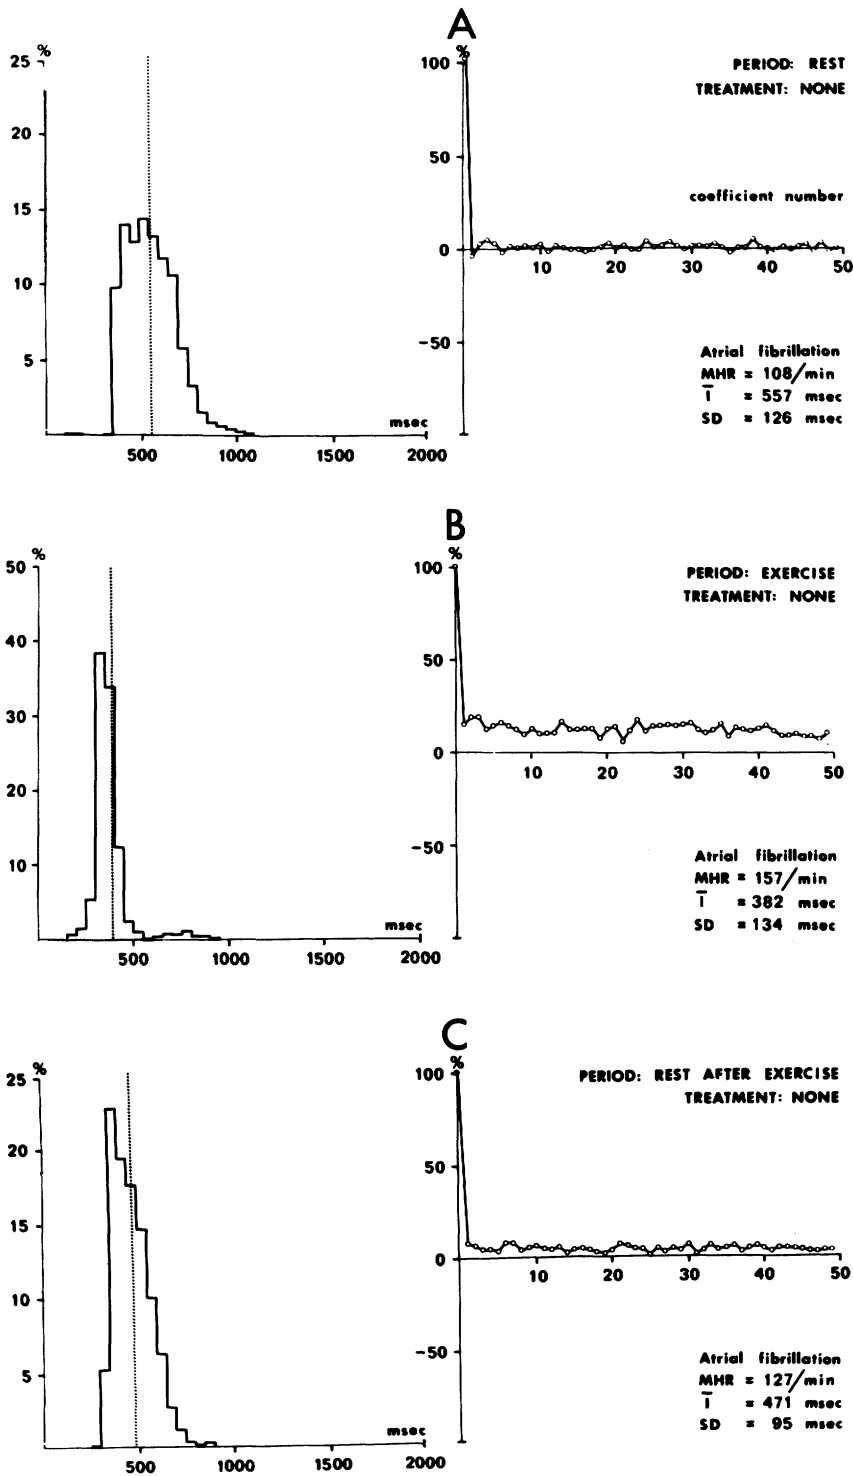 A
%
25
20
15
10
5
500
1000
1500
2000
msec
%
100
50
0
-50
10
20
30
40
50
PERIOD: REST
TREATMENT: NONE
coefficient number
Atrial fibrillation
MHR = 108/min
I = 557 msec
SD = 126 msec
B
%
50
40
30
20
10
500
1000
1500
2000
msec
%
100
50
0
-50
10
20
30
40
50
PERIOD: EXERCISE
TREATMENT: NONE
Atrial fibrillation
MHR = 157/min
I = 382 msec
SD = 134 msec
C
%
25
20
15
10
5
500
1000
1500
2000
msec
%
100
50
0
-50
10
20
30
40
50
PERIOD: REST AFTER EXERCISE
TREATMENT: NONE
Atrial fibrillation
MHR = 127/min
I = 471 msec
SD = 95 msec